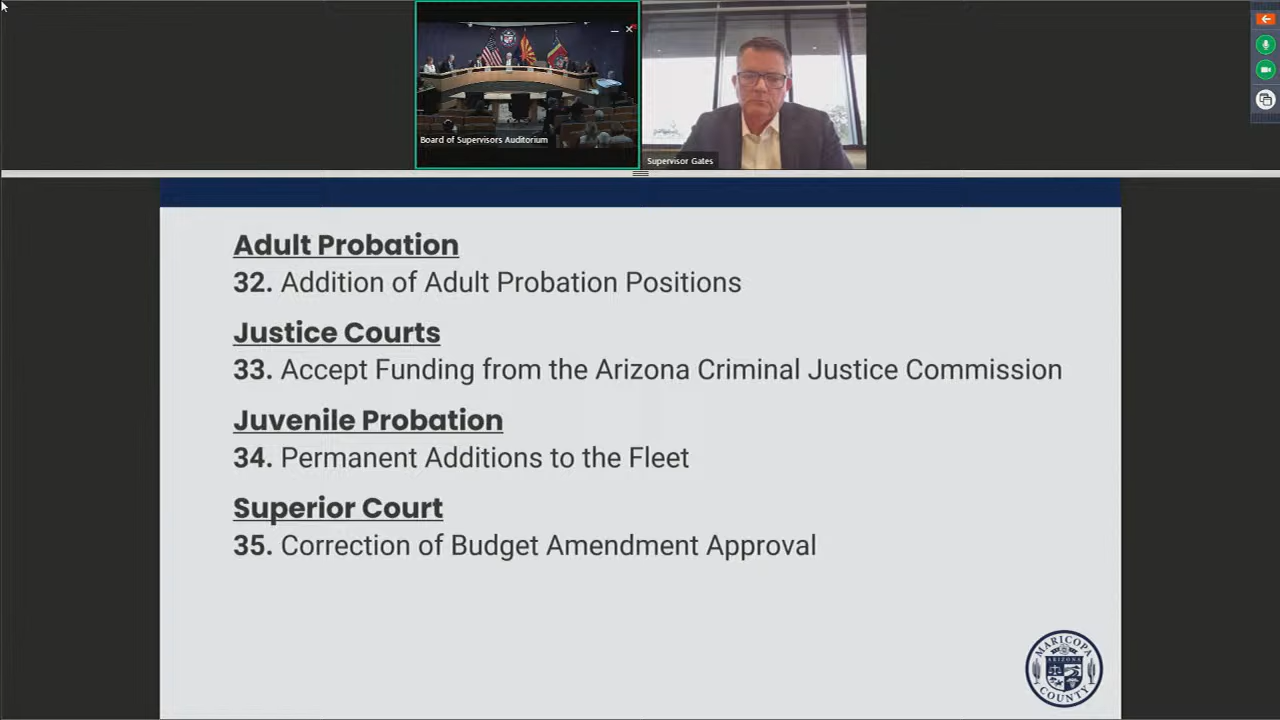 Board of Supervisors Auditorium
Supervisor Gates
Adult Probation
32. Addition of Adult Probation Positions
Justice Courts
33. Accept Funding from the Arizona Criminal Justice Commission
Juvenile Probation
34. Permanent Additions to the Fleet
Superior Court
35. Correction of Budget Amendment Approval
MARICOPA
ARIZONA
COUNTY